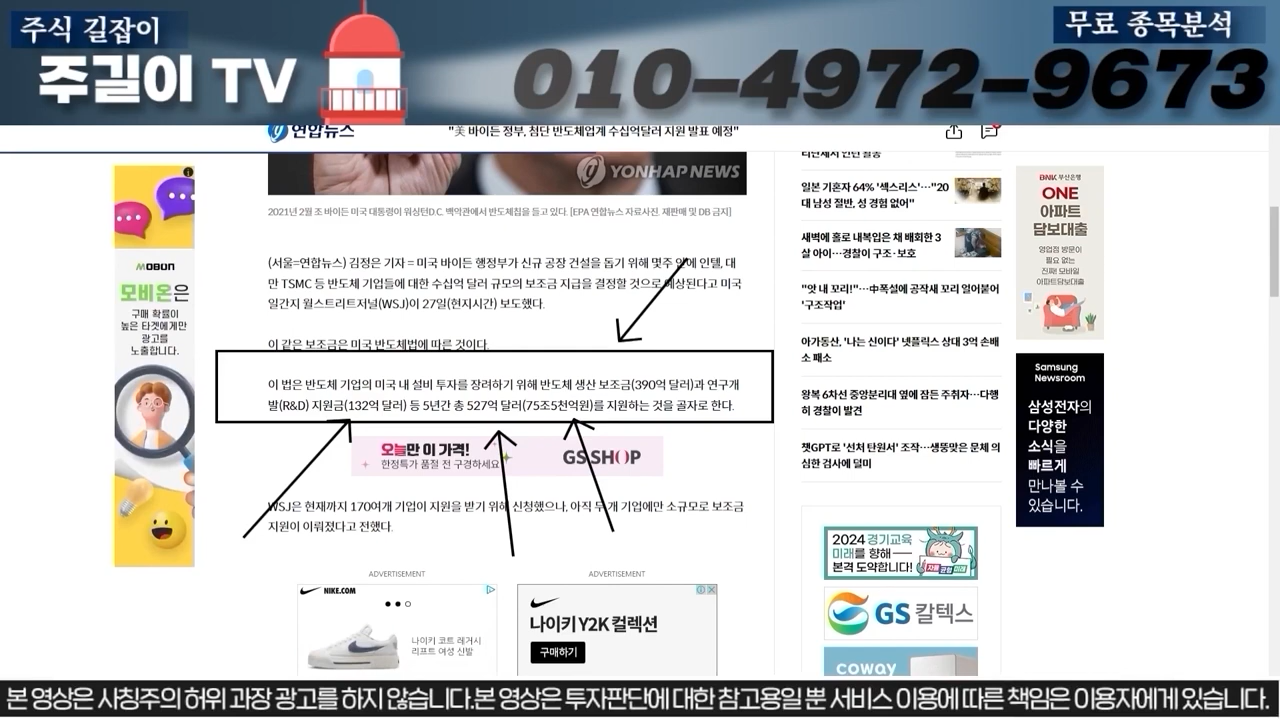 주식 길잡이
주길이 TV
무료 종목분석
010-4972-9673
연합뉴스
"美 바이든 정부, 첨단 반도체업계 수십억달러 지원 발표 예정"
YONHAP NEWS
2021년 2월 조 바이든 미국 대통령이 워싱턴D.C. 백악관에서 반도체칩을 들고 있다. [EPA 연합뉴스 자료사진. 재판매 및 DB 금지]
(서울=연합뉴스) 김정은 기자 = 미국 바이든 행정부가 신규 공장 건설을 돕기 위해 몇주 안에 인텔, 대
만 TSMC 등 반도체기업들에 대한 수십억 달러 규모의 보조금 지급을 결정할 것으로 예상된다고 미국
일간지 월스트리트저널(WSJ)이 27일(현지시간) 보도했다.
이 같은 보조금은 미국 반도체법에 따른 것이다.
이 법은 반도체 기업의 미국 내 설비 투자를 장려하기 위해 반도체 생산 보조금(390억 달러)과 연구개
발(R&D) 지원금(132억 달러) 등 5년간 총 527억 달러(75조5천억원)를 지원하는 것을 골자로 한다.
오늘만 이 가격!
한정특가 품절 전 구경하세요
GS SHOP
WSJ은 현재까지 170여개 기업이 지원을 받기 위해 신청했으나, 아직 두 개 기업에만 소규모로 보조금
지원이 이뤄졌다고 전했다.
ADVERTISEMENT
NIKE.COM
나이키 코트 레거시
리프트 여성 신발
ADVERTISEMENT
나이키 Y2K 컬렉션
구매하기
MOBON
모비온은
구매 확률이
높은 타겟에게만
광고를
노출합니다.
일본 기혼자 64% '섹스리스'…"20
대 남성 절반, 성 경험 없어"
새벽에 홀로 내복입은 채 배회한 3
살 아이…경찰이 구조·보호
"앗 내 꼬리!"…中폭설에 공작새 꼬리 얼어붙어
'구조작업'
아가동산, '나는 신이다' 넷플릭스 상대 3억 손배
소 패소
왕복 6차선 중앙분리대 옆에 잠든 주취자…다행
히 경찰이 발견
챗GPT로 '선처 탄원서' 조작…생뚱맞은 문체 의
심한 검사에 덜미
2024 경기교육
미래를 향해
본격 도약합니다!
자율 균형 미래
GS 칼텍스
coway
BNK 부산은행
ONE
아파트
담보대출
영업점 방문이
필요 없는
진짜! 모바일
아파트담보대출
Samsung
Newsroom
삼성전자의
다양한
소식을
빠르게
만나볼 수
있습니다.
본 영상은 사칭주의 허위 과장 광고를 하지 않습니다.본 영상은 투자판단에 대한 참고용일 뿐 서비스 이용에 따른 책임은 이용자에게 있습니다.